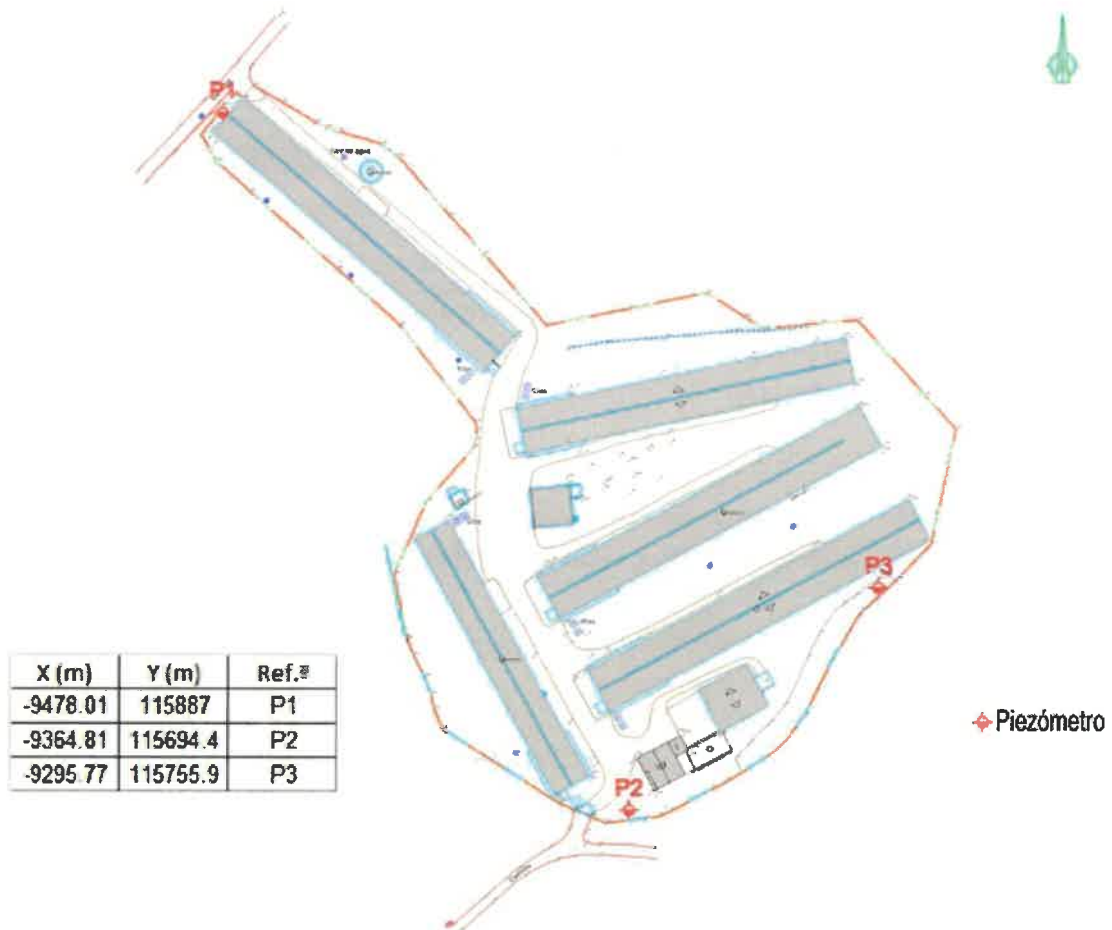 P1
P3
X (m) Y (m) Ref.ª
-9478.01 115887 P1
-9364.81 115694.4 P2
-9295.77 115755.9 P3
Piezómetro
P2